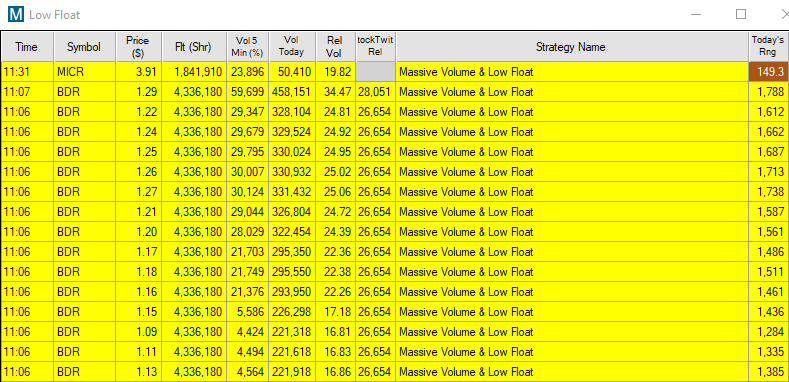 M Low Float
Time Symbol Price ($) Flt (Shr) Vol 5 Min (%) Vol Today Rel Vol tockTwit Rel Strategy Name Today's Rng
11:31 MICR 3.91 1,841,910 23,896 50,410 19.82 Massive Volume & Low Float 149.3
11:07 BDR 1.29 4,336,180 59,699 458,151 34.47 28,051 Massive Volume & Low Float 1,788
11:06 BDR 1.22 4,336,180 29,347 328,104 24.81 26,654 Massive Volume & Low Float 1,612
11:06 BDR 1.24 4,336,180 29,679 329,524 24.92 26,654 Massive Volume & Low Float 1,662
11:06 BDR 1.25 4,336,180 29,795 330,024 24.95 26,654 Massive Volume & Low Float 1,687
11:06 BDR 1.26 4,336,180 30,007 330,932 25.02 26,654 Massive Volume & Low Float 1,713
11:06 BDR 1.27 4,336,180 30,124 331,432 25.06 26,654 Massive Volume & Low Float 1,738
11:06 BDR 1.21 4,336,180 29,044 326,804 24.72 26,654 Massive Volume & Low Float 1,587
11:06 BDR 1.20 4,336,180 28,029 322,454 24.39 26,654 Massive Volume & Low Float 1,561
11:06 BDR 1.17 4,336,180 21,703 295,350 22.36 26,654 Massive Volume & Low Float 1,486
11:06 BDR 1.18 4,336,180 21,749 295,550 22.38 26,654 Massive Volume & Low Float 1,511
11:06 BDR 1.16 4,336,180 21,376 293,950 22.26 26,654 Massive Volume & Low Float 1,461
11:06 BDR 1.15 4,336,180 5,586 226,298 17.18 26,654 Massive Volume & Low Float 1,436
11:06 BDR 1.09 4,336,180 4,424 221,318 16.81 26,654 Massive Volume & Low Float 1,284
11:06 BDR 1.11 4,336,180 4,494 221,618 16.83 26,654 Massive Volume & Low Float 1,335
11:06 BDR 1.13 4,336,180 4,564 221,918 16.86 26,654 Massive Volume & Low Float 1,385